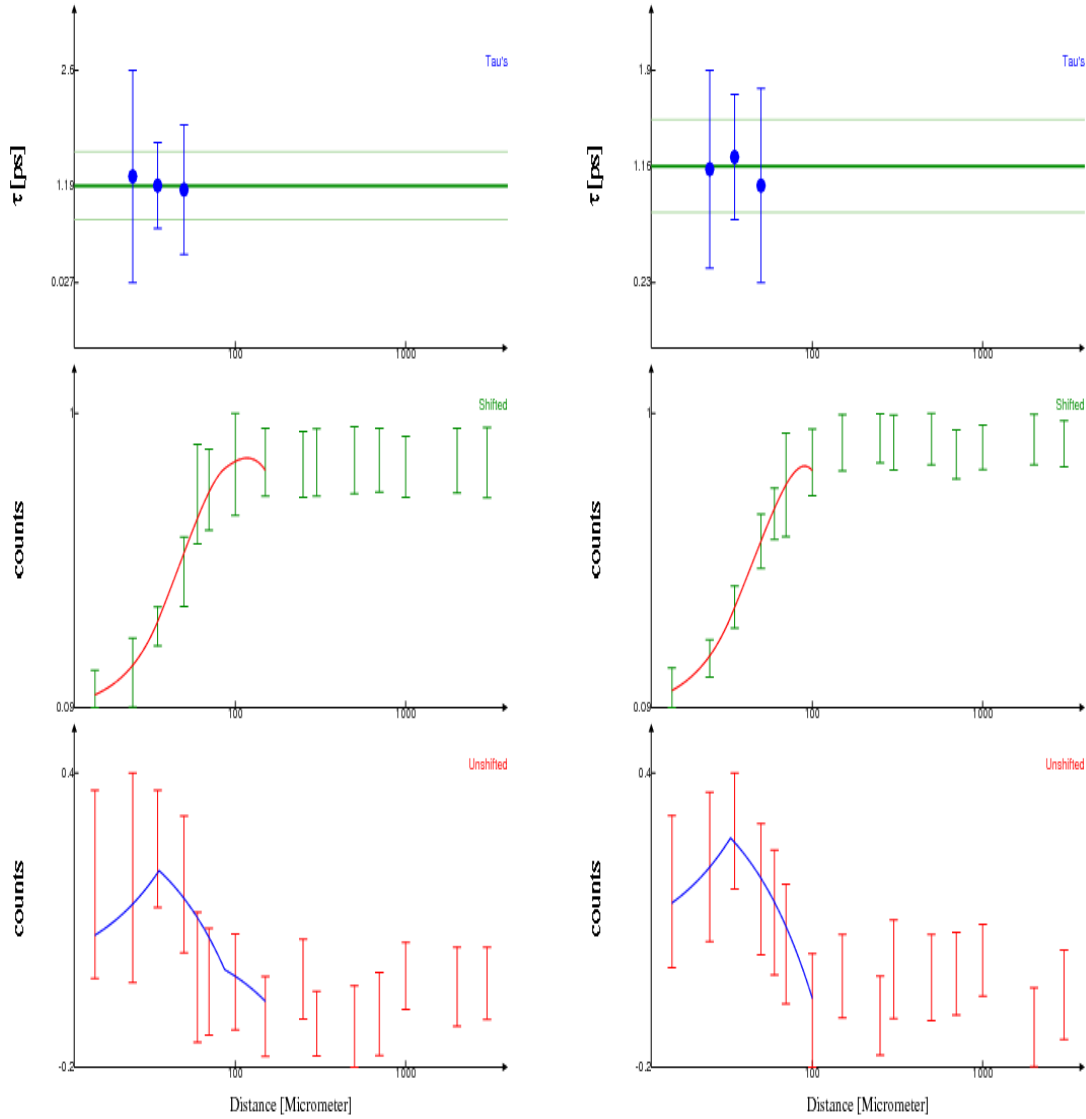 Tau's
2.6
τ [ps]
1.19
0.027
100
1000
Tau's
1.9
τ [ps]
1.16
0.23
100
1000
Shifted
1
counts
0.09
100
1000
Shifted
1
counts
0.09
100
1000
Unshifted
0.4
counts
-0.2
100
1000
Distance [Micrometer]
Unshifted
0.4
counts
-0.2
100
1000
Distance [Micrometer]